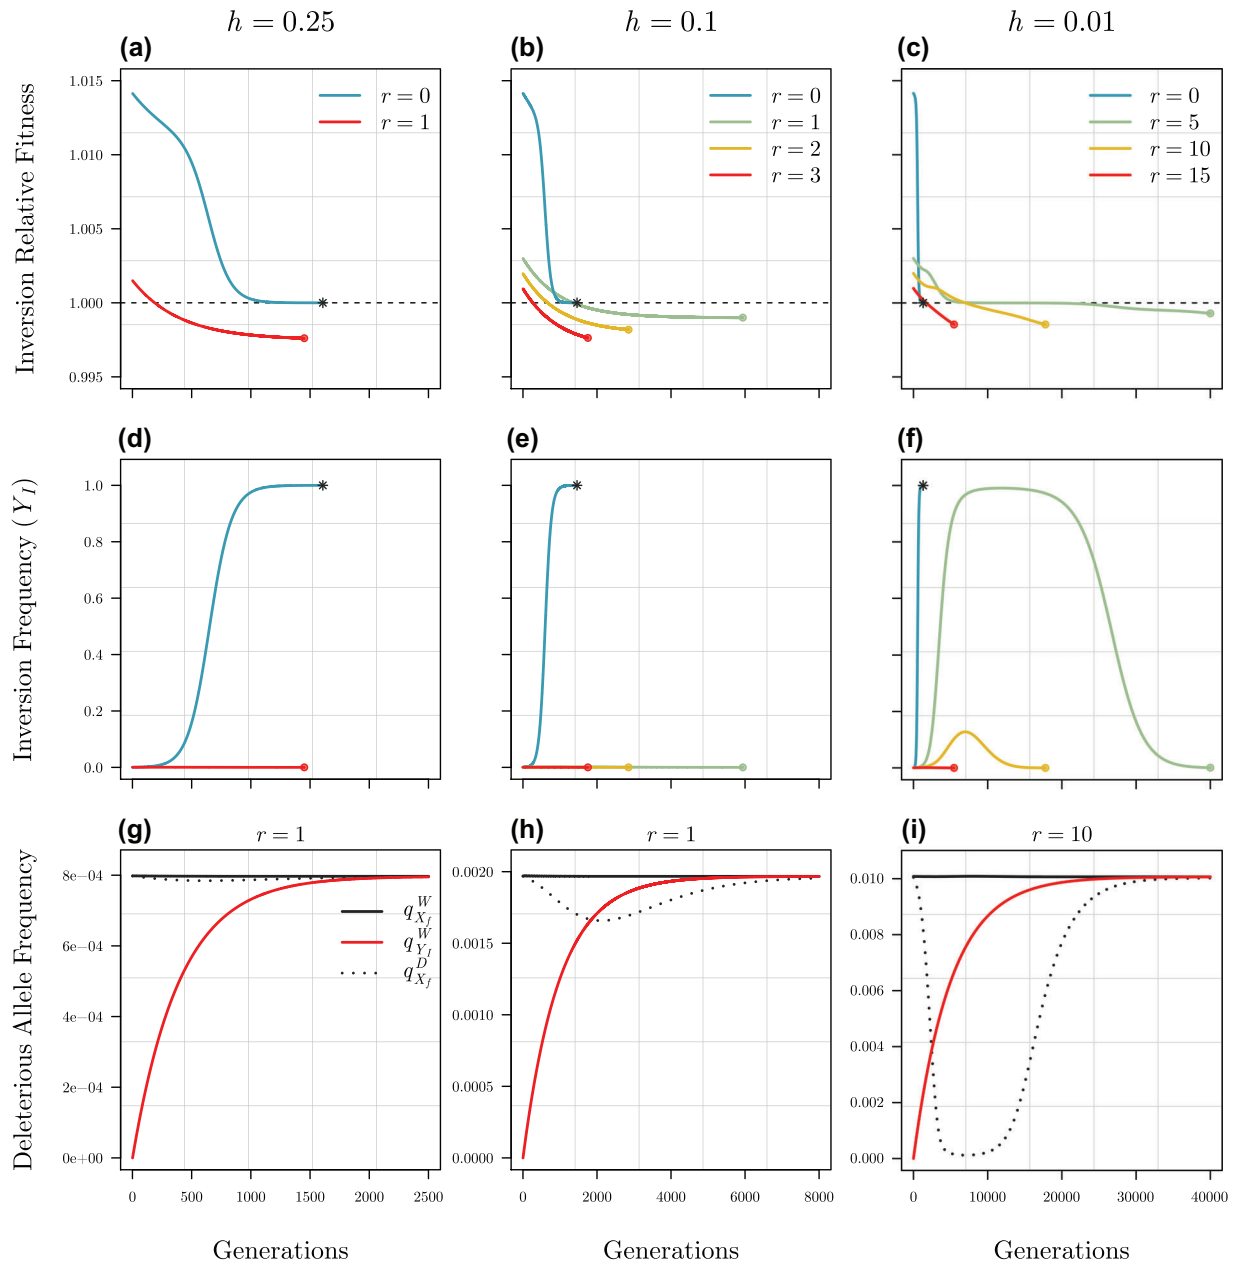 h = 0.25 h = 0.1 h = 0.01
(a) (b) (c)
Inversion Relative Fitness
1.015
1.010
1.005
1.000
0.995
r = 0
r = 1
r = 0
r = 1
r = 2
r = 3
r = 0
r = 5
r = 10
r = 15
(d) (e) (f)
Inversion Frequency (Y_I)
1.0
0.8
0.6
0.4
0.2
0.0
(g) r = 1 (h) r = 1 (i) r = 10
Deleterious Allele Frequency
8e−04
6e−04
4e−04
2e−04
0e+00
q_{X_f}^W
q_{Y_I}^W
q_{X_f}^D
0.0020
0.0015
0.0010
0.0005
0.0000
0.010
0.008
0.006
0.004
0.002
0.000
0 500 1000 1500 2000 2500
0 2000 4000 6000 8000
0 10000 20000 30000 40000
Generations Generations Generations